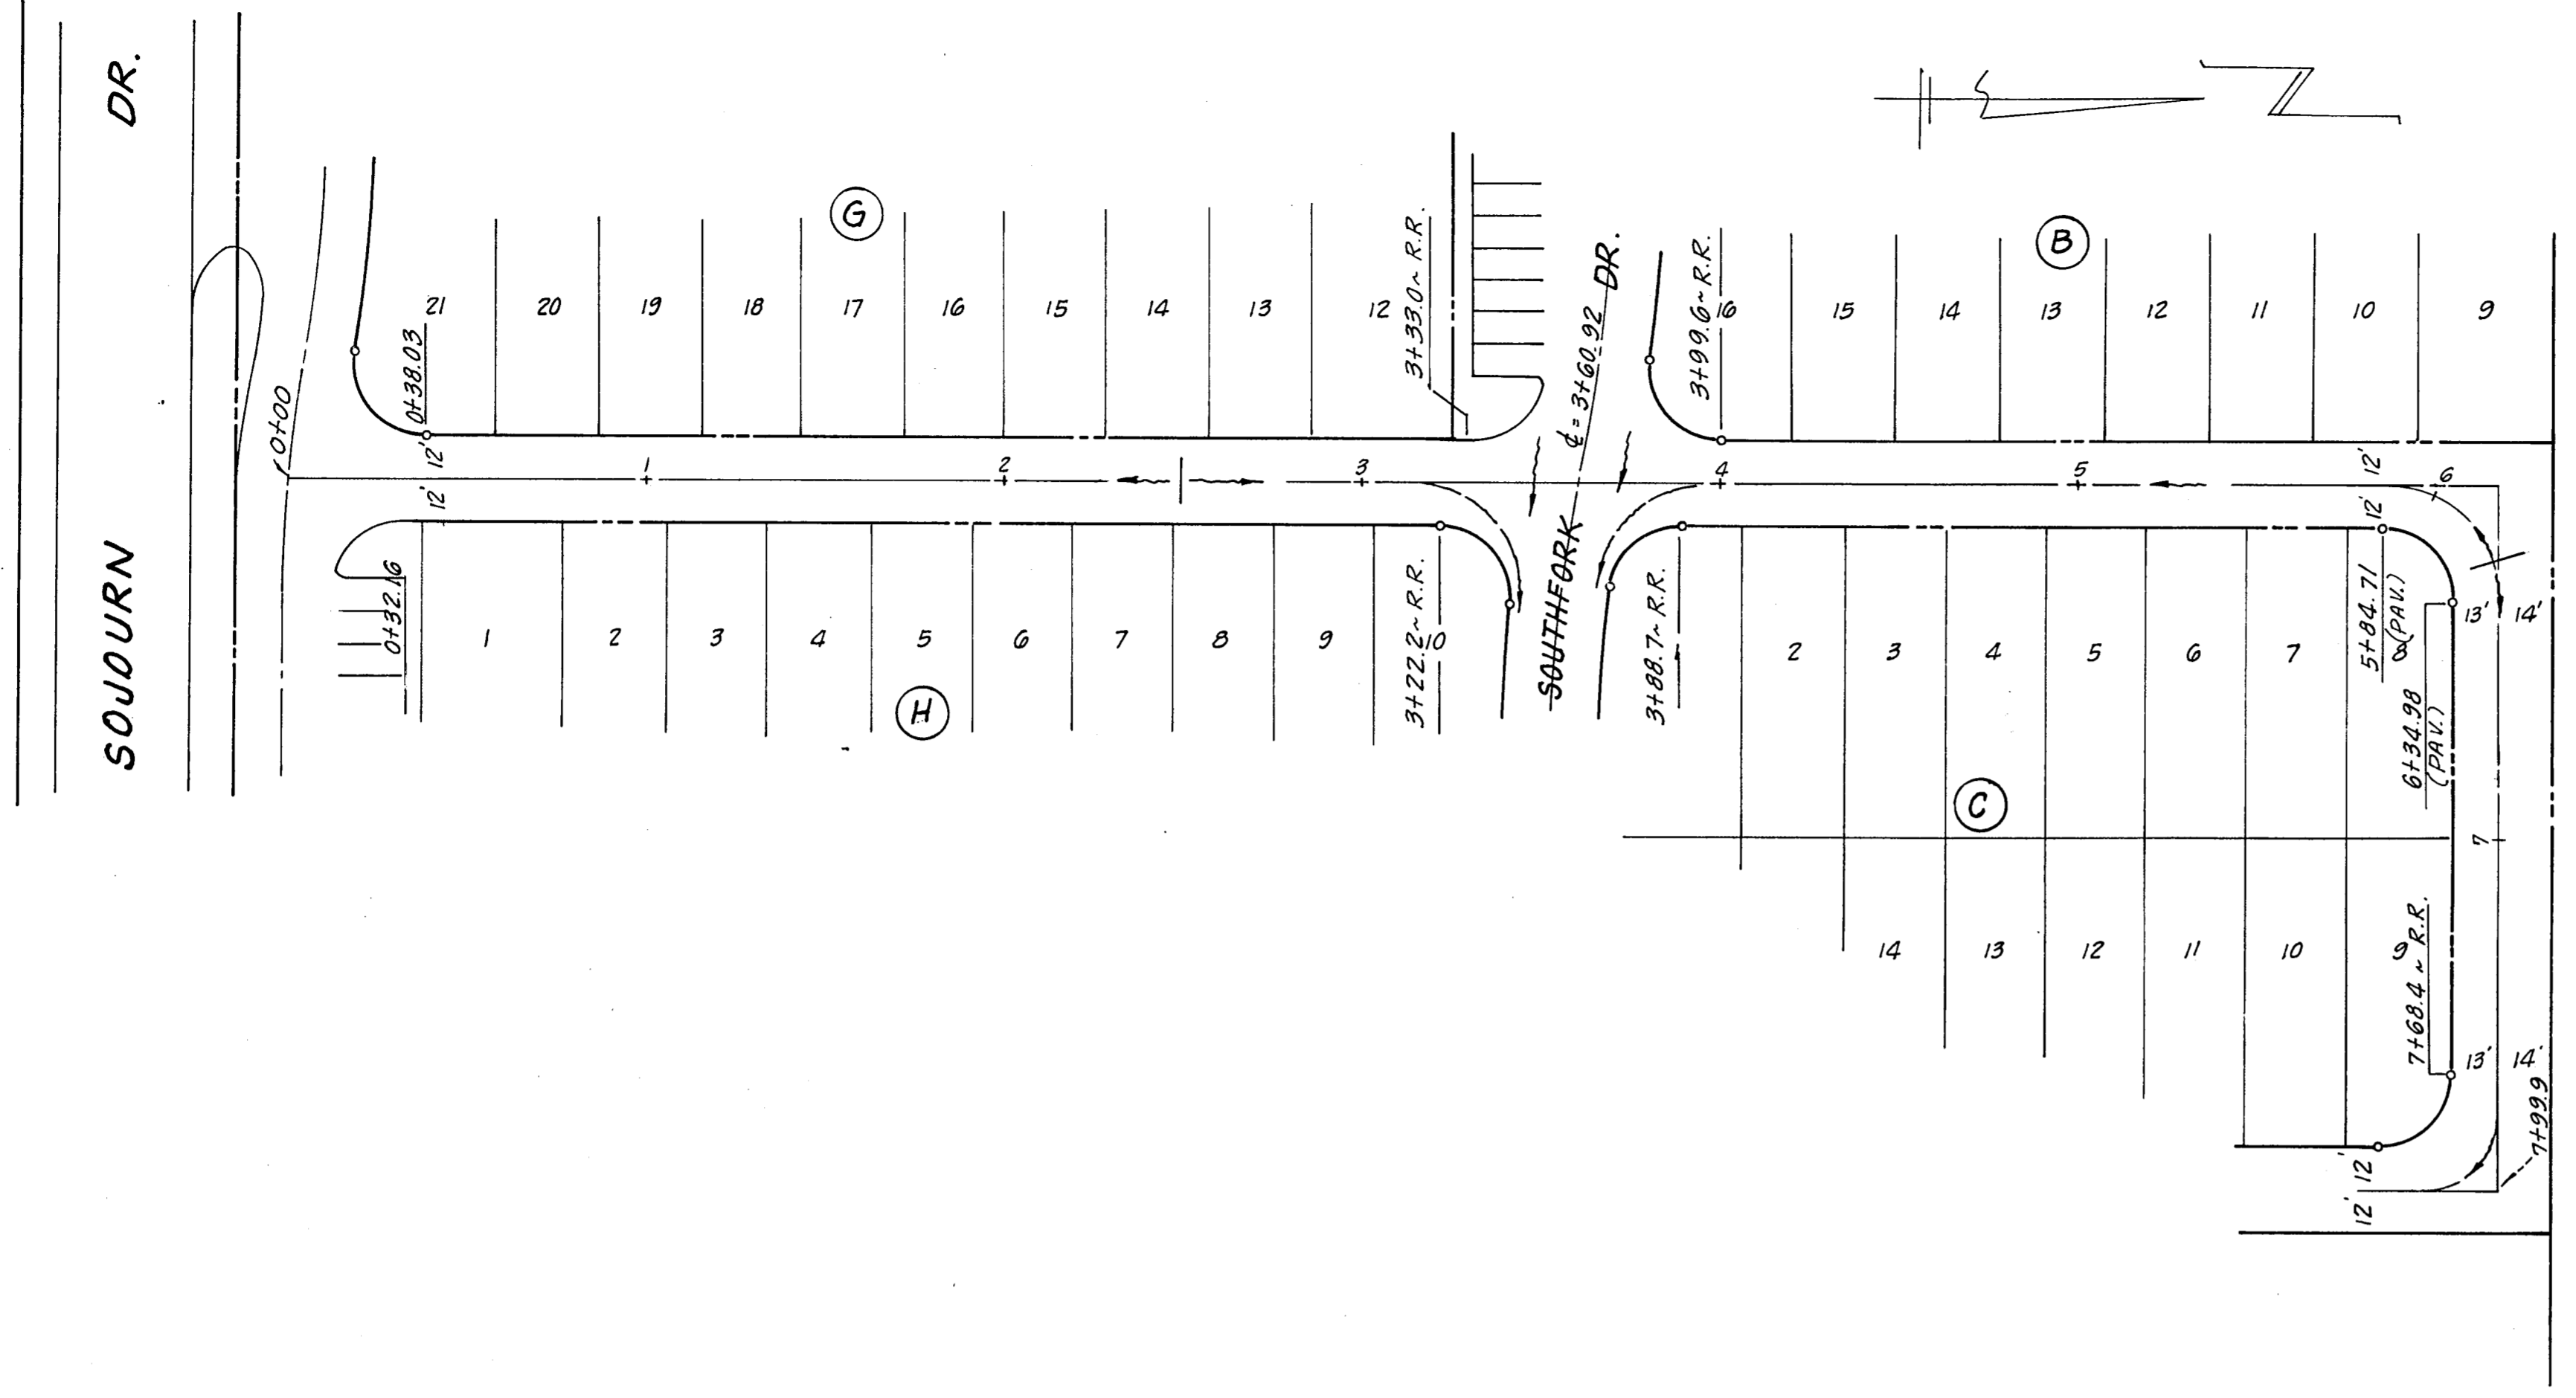 SOJOURN DR.
0+00
G
21 20 19 18 17 16 15 14 13 12
0+38.03
12'
12'
0+32.16
1 2 3
1 2 3 4 5 6 7 8 9 10
H
3+33.0~R.R.
3+22.2~R.R.
℄=3+60.92
SOUTHFORK DR.
3+99.6~R.R.
3+88.7~R.R.
N
B
16 15 14 13 12 11 10 9
4 5 6
12'
12'
2 3 4 5 6 7 8
5+84.71
(PAV.)
13' 14'
6+34.98
(PAV.)
C
7
14 13 12 11 10 9
7+68.4~R.R.
13' 14'
7+99.9
12'
12'